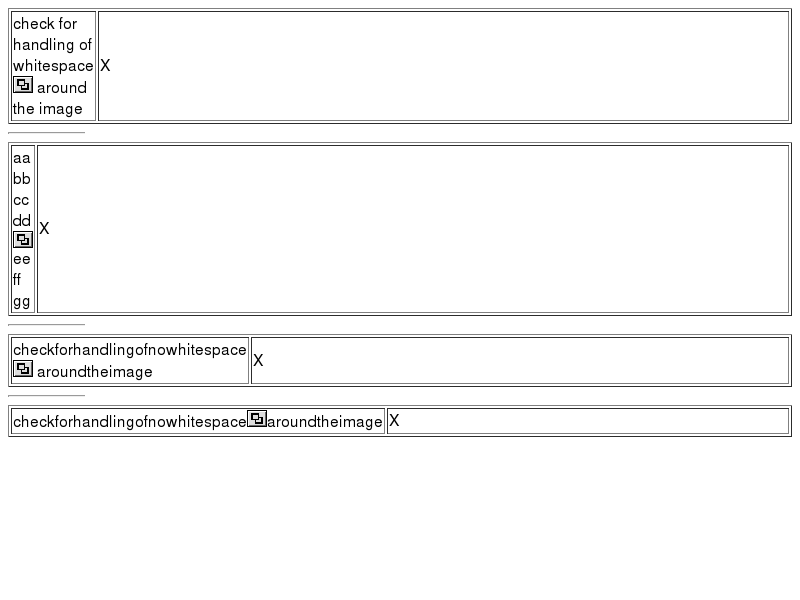 check for
handling of
whitespace
around
the image
X
aa
bb
cc
dd
ee
ff
gg
X
checkforhandlingofnowhitespace
aroundtheimage
X
checkforhandlingofnowhitespacearoundtheimage
X